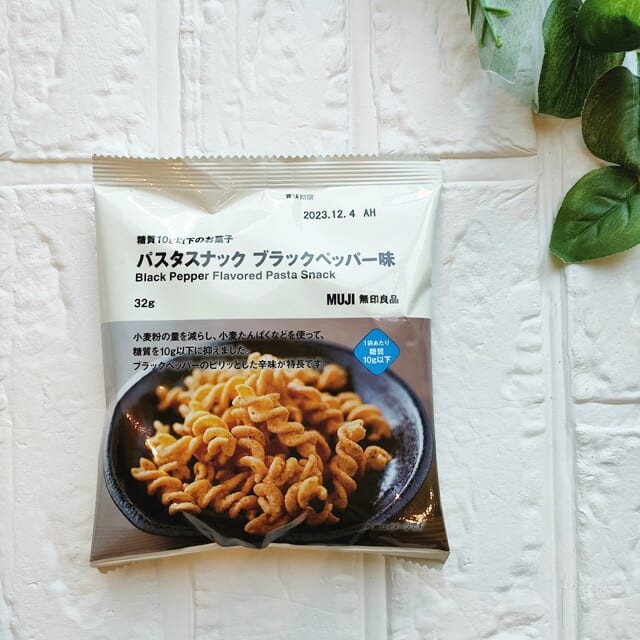 賞味期限
2023.12.4 AH
糖質10g以下のお菓子
パスタスナック ブラックペッパー味
Black Pepper Flavored Pasta Snack
32g
MUJI 無印良品
小麦粉の量を減らし、小麦たんぱくなどを使って、
糖質を10g以下に抑えました。
ブラックペッパーのピリッとした辛味が特長です。
1袋あたり
糖質
10g以下